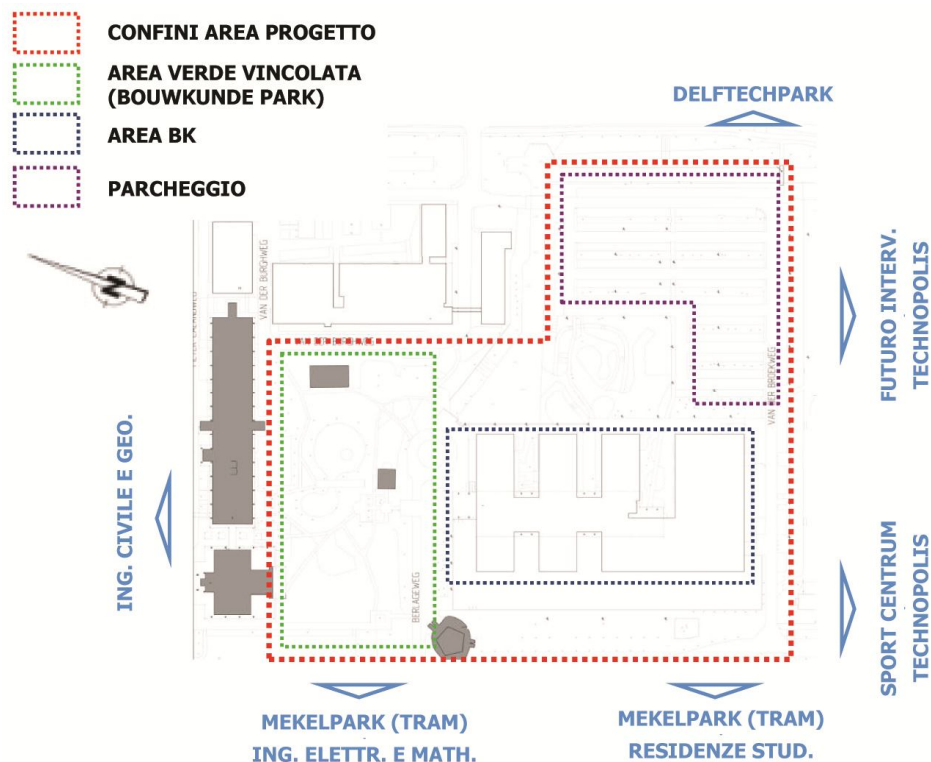 CONFINI AREA PROGETTO
AREA VERDE VINCOLATA
(BOUWKUNDE PARK)
AREA BK
PARCHEGGIO
DELFTECHPARK
N
VAN DER BURGHWEG
VAN DER BROEKWEG
BERLAGEWEG
FUTURO INTERV.
TECHNOPOLIS
ING. CIVILE E GEO.
SPORT CENTRUM
TECHNOPOLIS
MEKELPARK (TRAM)
ING. ELETTR. E MATH.
MEKELPARK (TRAM)
RESIDENZE STUD.